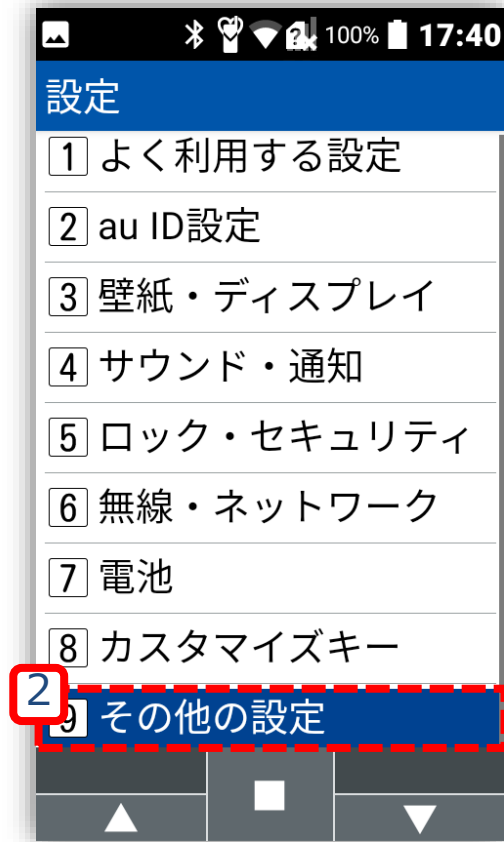 100% 17:40
設定
1 よく利用する設定
2 au ID設定
3 壁紙・ディスプレイ
4 サウンド・通知
5 ロック・セキュリティ
6 無線・ネットワーク
7 電池
8 カスタマイズキー
2
9 その他の設定